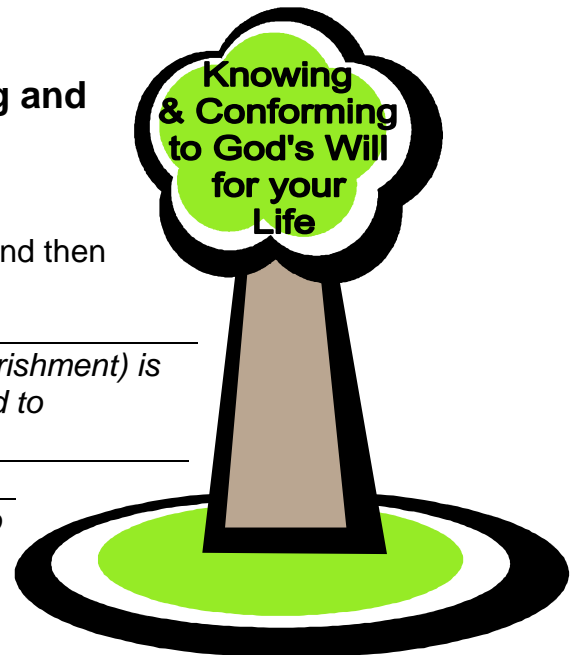 g and
Knowing
& Conforming
to God's Will
for your
Life
nd then
rishment) is
d to